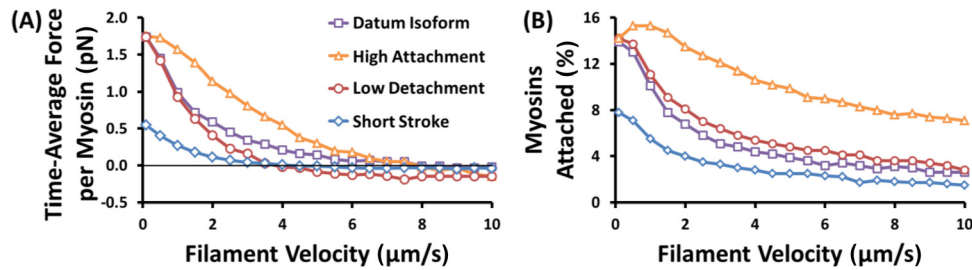 (A)
Time-Average Force
per Myosin (pN)
2.0
1.5
1.0
0.5
0.0
-0.5
Datum Isoform
High Attachment
Low Detachment
Short Stroke
0
2
4
6
8
10
Filament Velocity (μm/s)
(B)
Myosins
Attached (%)
16
12
8
4
0
0
2
4
6
8
10
Filament Velocity (μm/s)